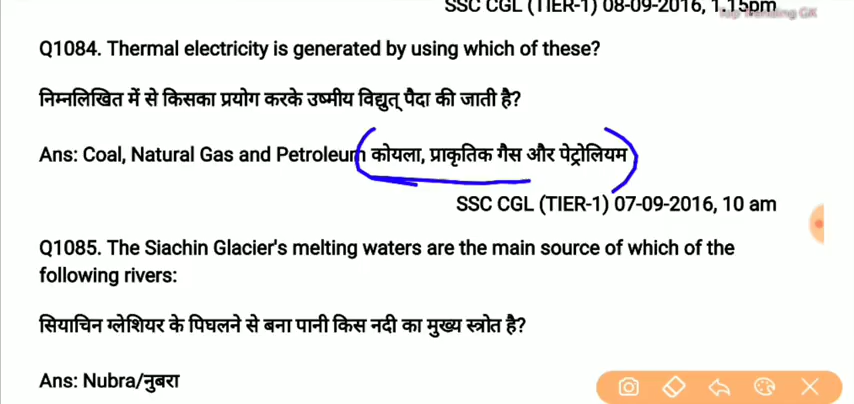 SSC CGL (TIER-1) 08-09-2016, 1.15pm
Q1084. Thermal electricity is generated by using which of these?
निम्नलिखित में से किसका प्रयोग करके उष्मीय विद्युत् पैदा की जाती है?
Ans: Coal, Natural Gas and Petroleum कोयला, प्राकृतिक गैस और पेट्रोलियम
SSC CGL (TIER-1) 07-09-2016, 10 am
Q1085. The Siachin Glacier's melting waters are the main source of which of the
following rivers:
सियाचिन ग्लेशियर के पिघलने से बना पानी किस नदी का मुख्य स्त्रोत है?
Ans: Nubra/नुबरा